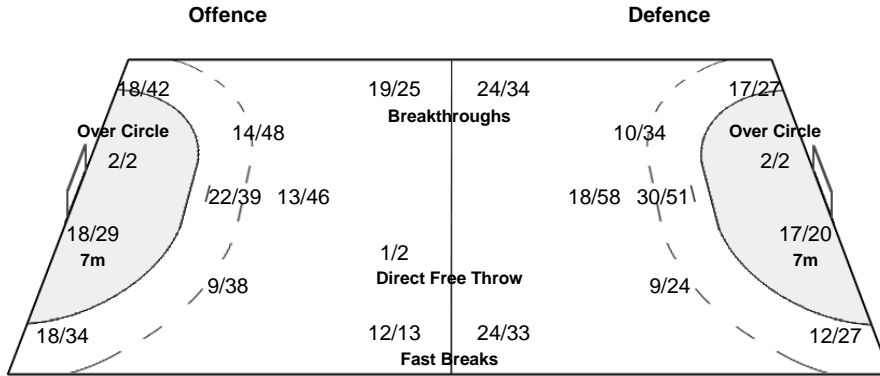 Offence Defence
18/42 19/25 24/34 17/27
Breakthroughs
Over Circle 14/48 10/34 Over Circle
2/2 2/2
22/39 13/46 18/58 30/51
18/29 17/20
7m 1/2 7m
Direct Free Throw
9/38 9/24
18/34 12/13 24/33 12/27
Fast Breaks